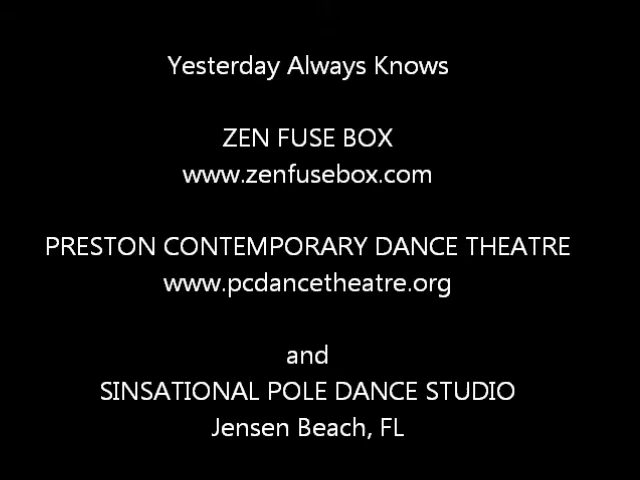 Yesterday Always Knows
ZEN FUSE BOX
www.zenfusebox.com
PRESTON CONTEMPORARY DANCE THEATRE
www.pcdancetheatre.org
and
SINSATIONAL POLE DANCE STUDIO
Jensen Beach, FL